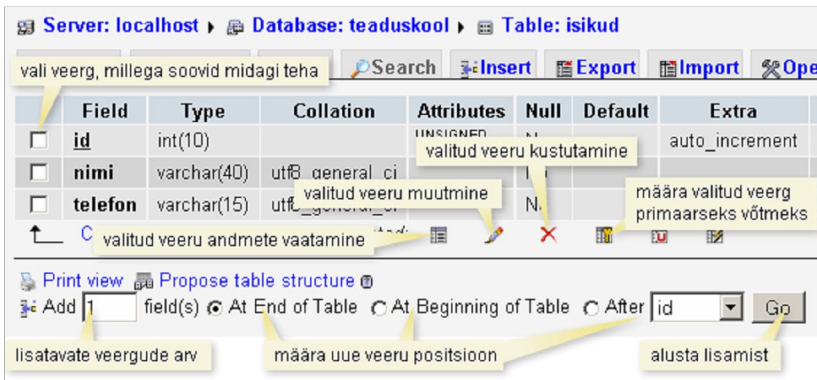 Server: localhost ▸ Database: teaduskool ▸ Table: isikud
vali veerg, millega soovid midagi teha
Search Insert Export Import Ope
Field Type Collation Attributes Null Default Extra
id int(10) UNSIGNED auto_increment
valitud veeru kustutamine
nimi varchar(40) utf8_general_ci
valitud veeru muutmine
määra valitud veerg
primaarseks võtmeks
telefon varchar(15) utf8_general_ci
valitud veeru andmete vaatamine
Print view Propose table structure
Add 1 field(s) At End of Table At Beginning of Table After id Go
lisatavate veergude arv
määra uue veeru positsioon
alusta lisamist